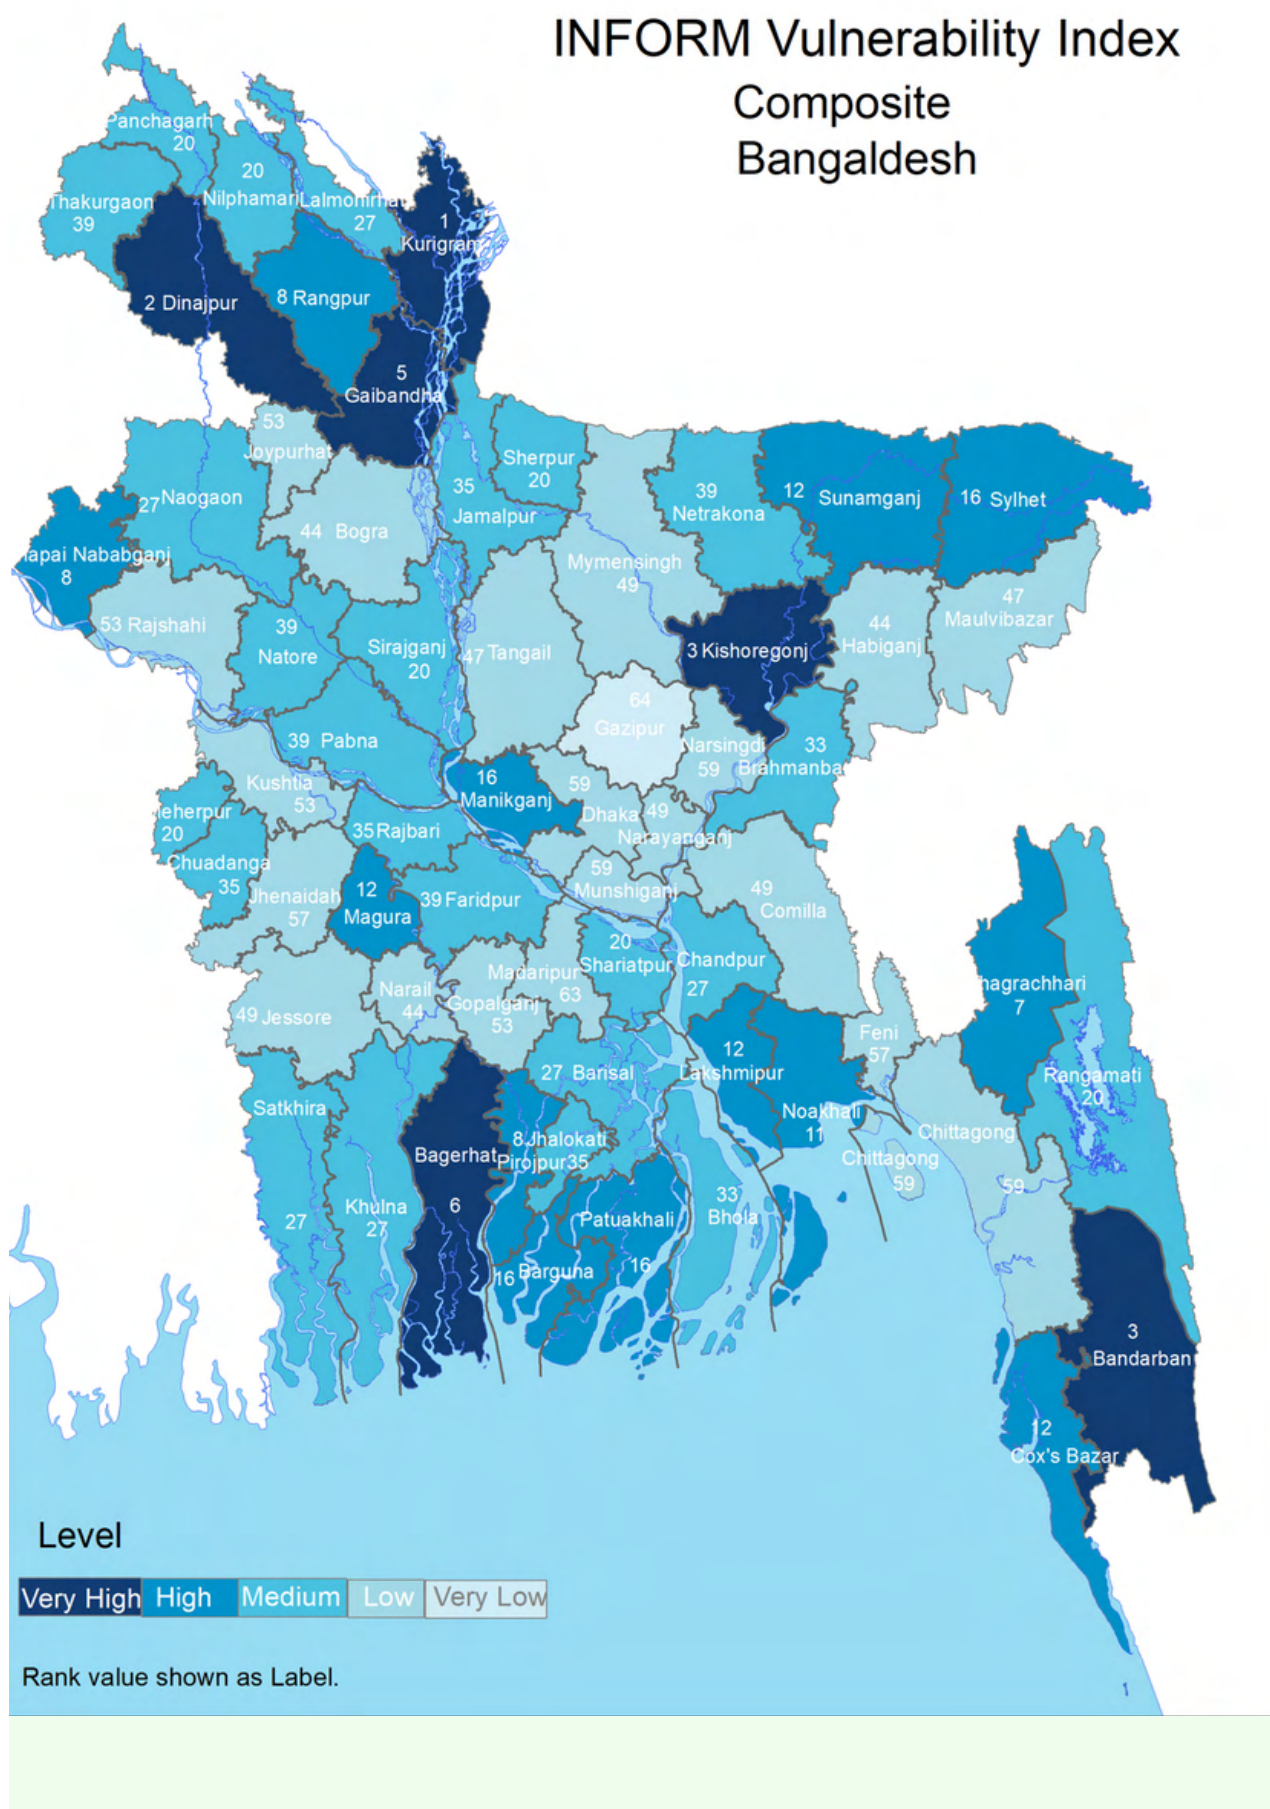 INFORM Vulnerability Index
Composite
Bangaldesh
Panchagarh
20
20
Nilphamari
Lalmonirhat
27
Thakurgaon
39
1
Kurigram
2 Dinajpur
8 Rangpur
5
Gaibandha
53
Joypurhat
27 Naogaon
44 Bogra
35
Jamalpur
Sherpur
20
39
Netrakona
12 Sunamganj
16 Sylhet
hapai Nababganj
8
Mymensingh
49
53 Rajshahi
39
Natore
Sirajganj
20
47 Tangail
3 Kishoregonj
44
Habiganj
47
Maulvibazar
64
Gazipur
39 Pabna
Narsingdi
59
33
Brahmanba
16
Manikganj
59
Dhaka
49
Narayanganj
Kushtia
53
eherpur
20
35 Rajbari
Chuadanga
35
Jhenaidah
57
12
Magura
39 Faridpur
59
Munshiganj
49
Comilla
20
Shariatpur
Chandpur
27
Madaripur
63
Narail
44
Gopalganj
53
49 Jessore
hagrachhari
7
Feni
57
12
Lakshmipur
Noakhali
11
27 Barisal
Rangamati
20
Satkhira
27
Khulna
27
Bagerhat
6
8 Jhalokati
Pirojpur 35
Chittagong
59
Chittagong
59
33
Bhola
Patuakhali
16
16 Barguna
3
Bandarban
12
Cox's Bazar
Level
Very High High Medium Low Very Low
Rank value shown as Label.